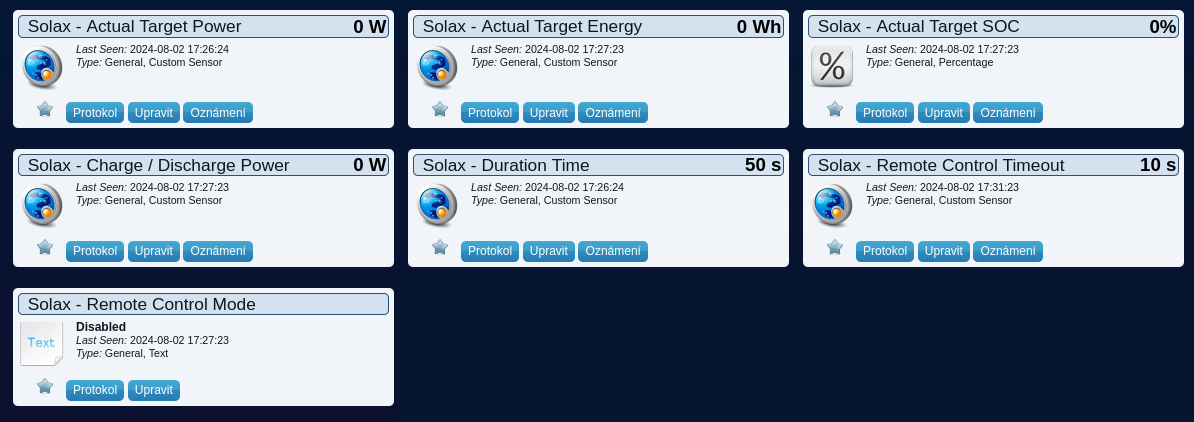 Solax - Actual Target Power 0 W
Last Seen: 2024-08-02 17:26:24
Type: General, Custom Sensor
Protokol Upravit Oznámení
Solax - Actual Target Energy 0 Wh
Last Seen: 2024-08-02 17:27:23
Type: General, Custom Sensor
Protokol Upravit Oznámení
Solax - Actual Target SOC 0%
%
Last Seen: 2024-08-02 17:27:23
Type: General, Percentage
Protokol Upravit Oznámení
Solax - Charge / Discharge Power 0 W
Last Seen: 2024-08-02 17:27:23
Type: General, Custom Sensor
Protokol Upravit Oznámení
Solax - Duration Time 50 s
Last Seen: 2024-08-02 17:26:24
Type: General, Custom Sensor
Protokol Upravit Oznámení
Solax - Remote Control Timeout 10 s
Last Seen: 2024-08-02 17:31:23
Type: General, Custom Sensor
Protokol Upravit Oznámení
Solax - Remote Control Mode
Text
Disabled
Last Seen: 2024-08-02 17:27:23
Type: General, Text
Protokol Upravit